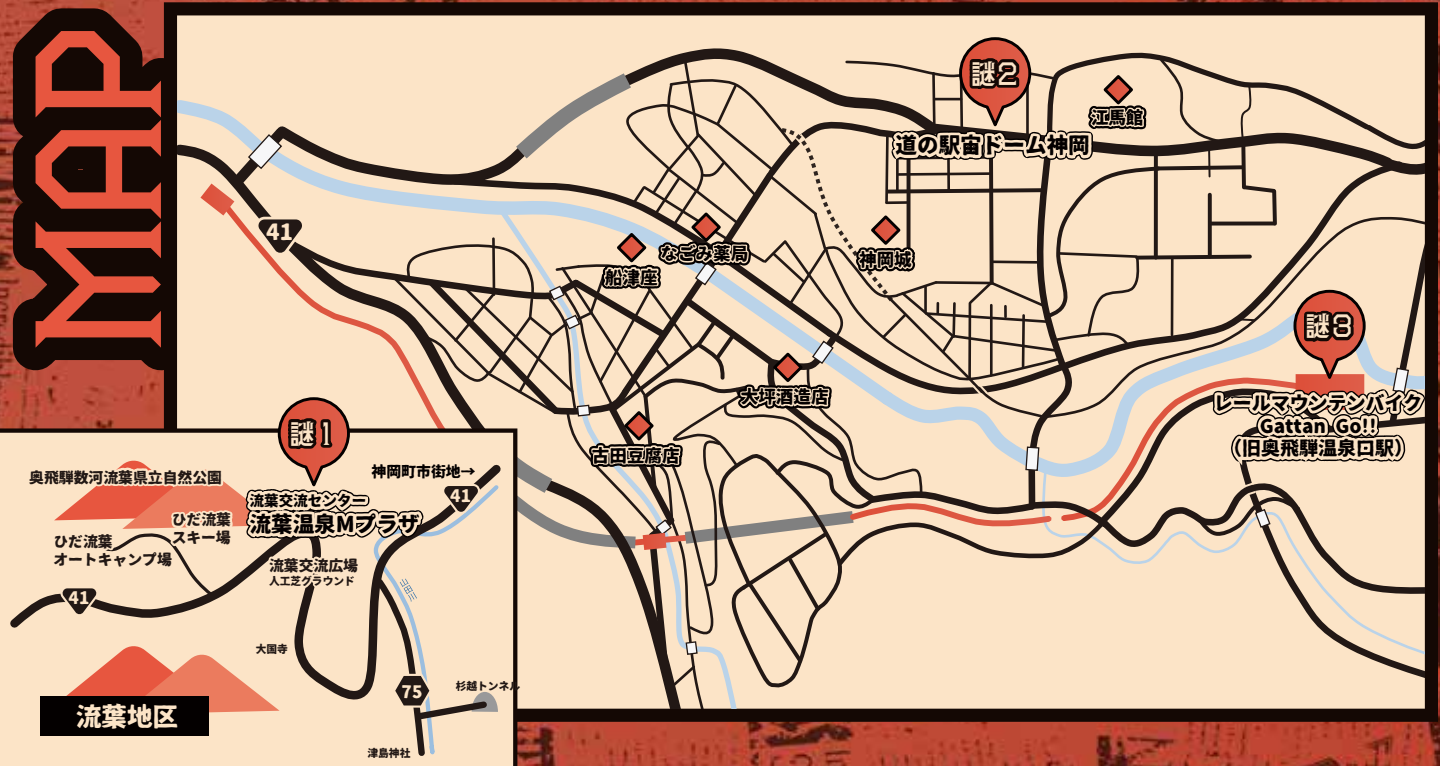 MAP
謎2
江馬館
道の駅宙ドーム神岡
41
なごみ薬局
神岡城
船津座
謎3
大坪酒造店
レールマウンテンバイク
Gattan Go!!
（旧奥飛騨温泉口駅）
古田豆腐店
謎1
奥飛騨数河流葉県立自然公園
神岡町市街地→
41
流葉交流センター
流葉温泉Mプラザ
ひだ流葉
スキー場
ひだ流葉
オートキャンプ場
流葉交流広場
人工芝グラウンド
山田川
41
大国寺
75
杉越トンネル
流葉地区
津島神社